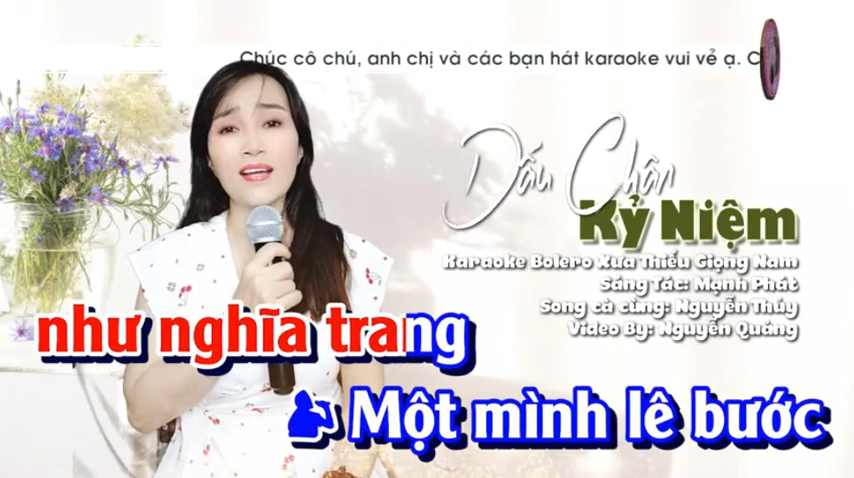 Chúc cô chú, anh chị và các bạn hát karaoke vui vẻ ạ. C
Dấu Chân
Kỷ Niệm
Karaoke Bolero Xưa Thiếu Giọng Nam
Sáng Tác: Mạnh Phát
Song ca cùng: Nguyễn Thúy
Video By: Nguyễn Quảng
như nghĩa trang
Một mình lê bước